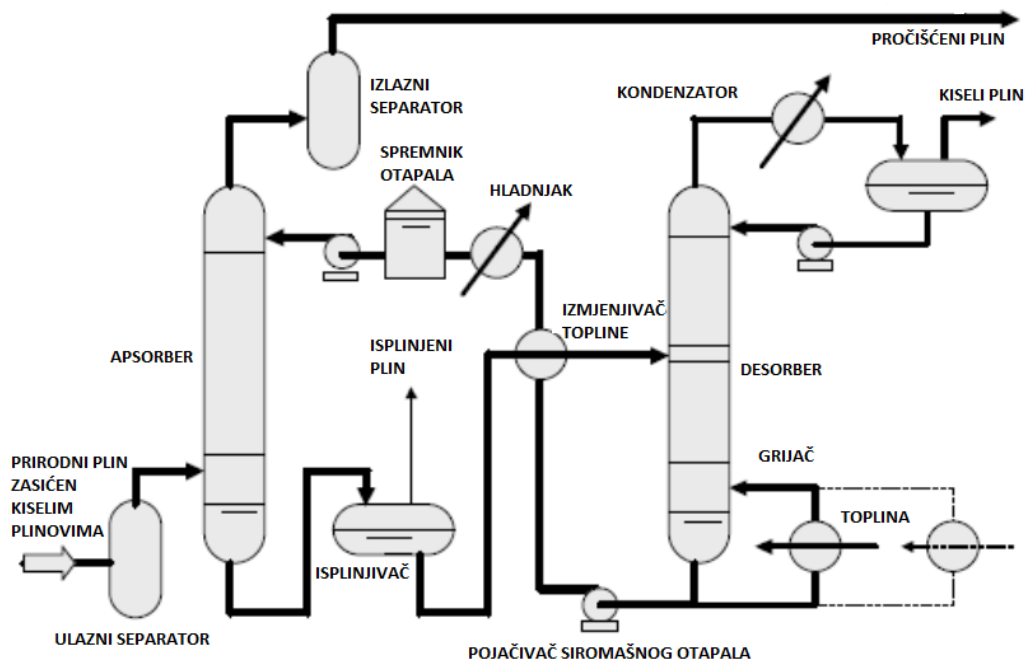 PROČIŠĆENI PLIN
IZLAZNI
SEPARATOR
KONDENZATOR
KISELI PLIN
SPREMNIK
OTAPALA
HLADNJAK
IZMJENJIVAČ
TOPLINE
ISPLINJENI
PLIN
APSORBER
DESORBER
PRIRODNI PLIN
ZASIĆEN
KISELIM
PLINOVIMA
GRIJAČ
TOPLINA
ISPLINJIVAČ
ULAZNI SEPARATOR
POJAČIVAČ SIROMAŠNOG OTAPALA